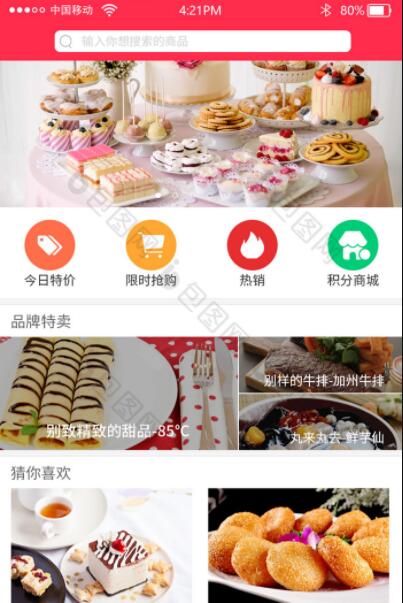 中国移动 4:21PM 80%
输入你想搜索的商品
今日特价 限时抢购 热销 积分商城
品牌特卖
别样的牛排-加州牛排
别致精致的甜品-85°C
丸来丸去-鲜芋仙
猜你喜欢
包图网